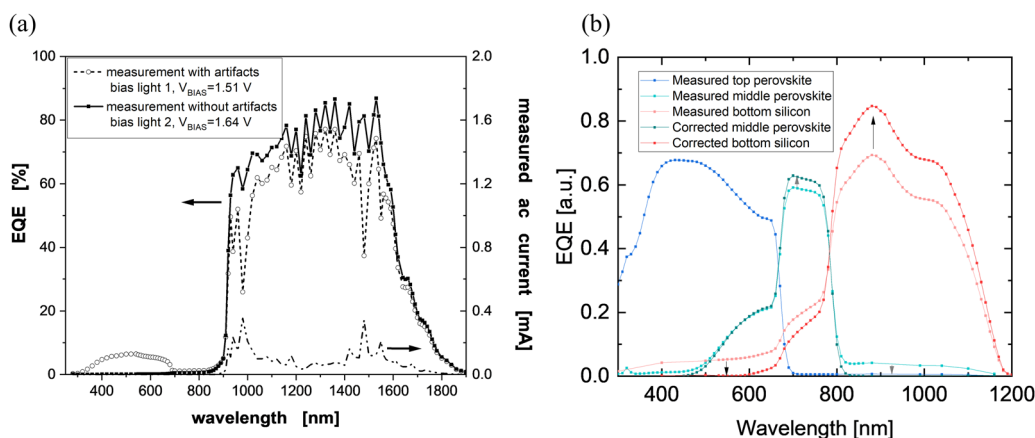 (a)
measurement with artifacts
bias light 1, VBIAS=1.51 V
measurement without artifacts
bias light 2, VBIAS=1.64 V
100
80
60
40
20
0
EQE [%]
2.0
1.6
1.2
0.8
0.4
0.0
measured ac current [mA]
400 600 800 1000 1200 1400 1600 1800
wavelength [nm]
(b)
Measured top perovskite
Measured middle perovskite
Measured bottom silicon
Corrected middle perovskite
Corrected bottom silicon
1.0
0.8
0.6
0.4
0.2
0.0
EQE [a.u.]
400 600 800 1000 1200
Wavelength [nm]